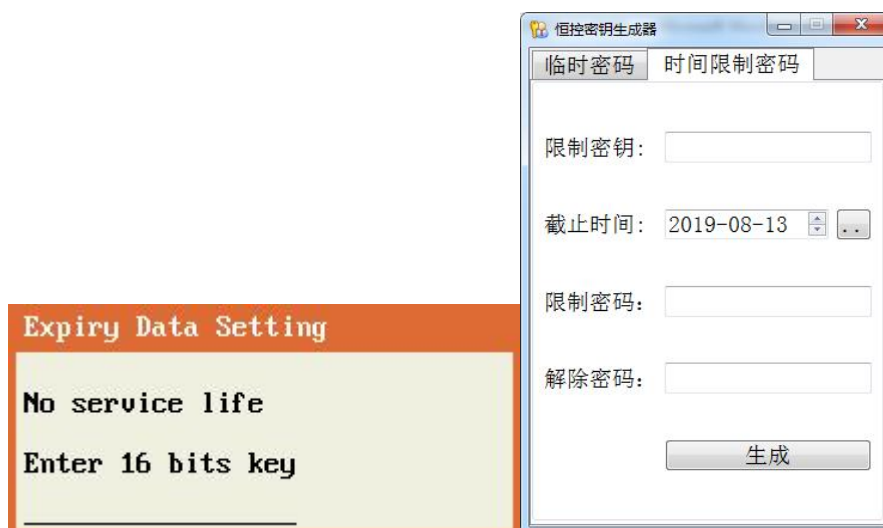 恒控密钥生成器
临时密码 时间限制密码
限制密钥:
截止时间: 2019-08-13 ..
限制密码:
解除密码:
生成
Expiry Data Setting
No service life
Enter 16 bits key